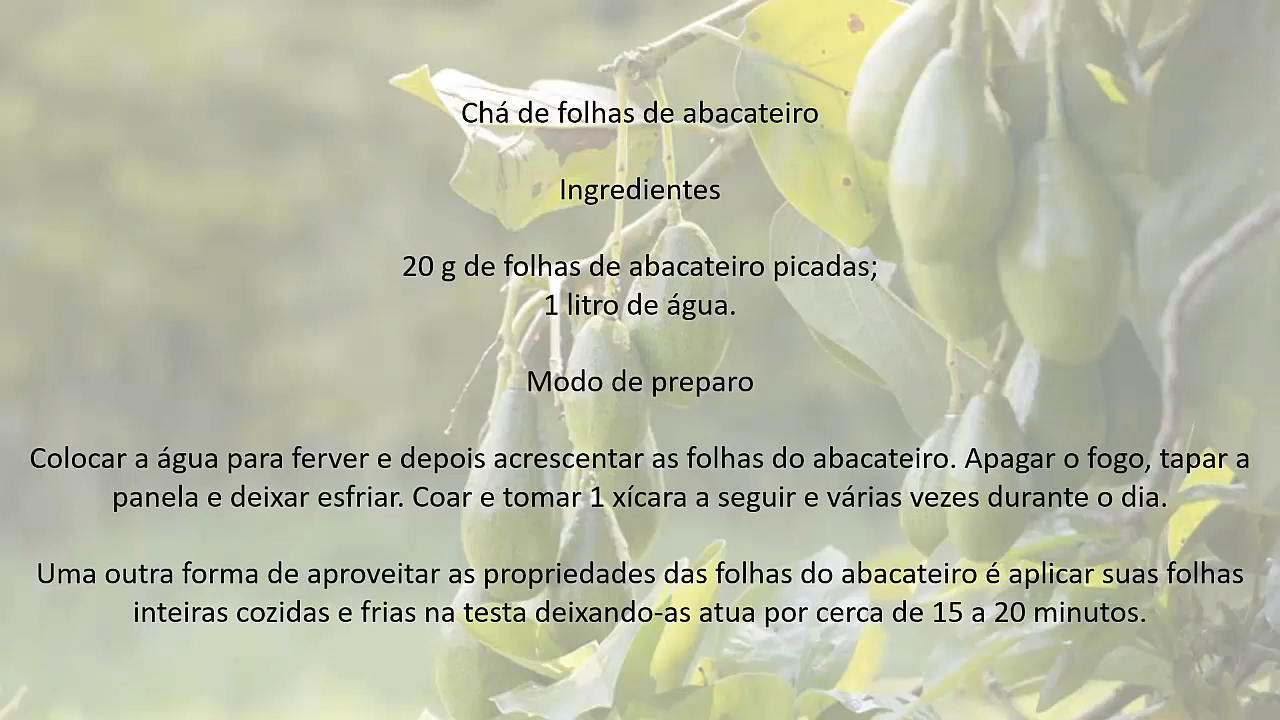 Chá de folhas de abacateiro
Ingredientes
20 g de folhas de abacateiro picadas;
1 litro de água.
Modo de preparo
Colocar a água para ferver e depois acrescentar as folhas do abacateiro. Apagar o fogo, tapar a
panela e deixar esfriar. Coar e tomar 1 xícara a seguir e várias vezes durante o dia.
Uma outra forma de aproveitar as propriedades das folhas do abacateiro é aplicar suas folhas
inteiras cozidas e frias na testa deixando-as atua por cerca de 15 a 20 minutos.